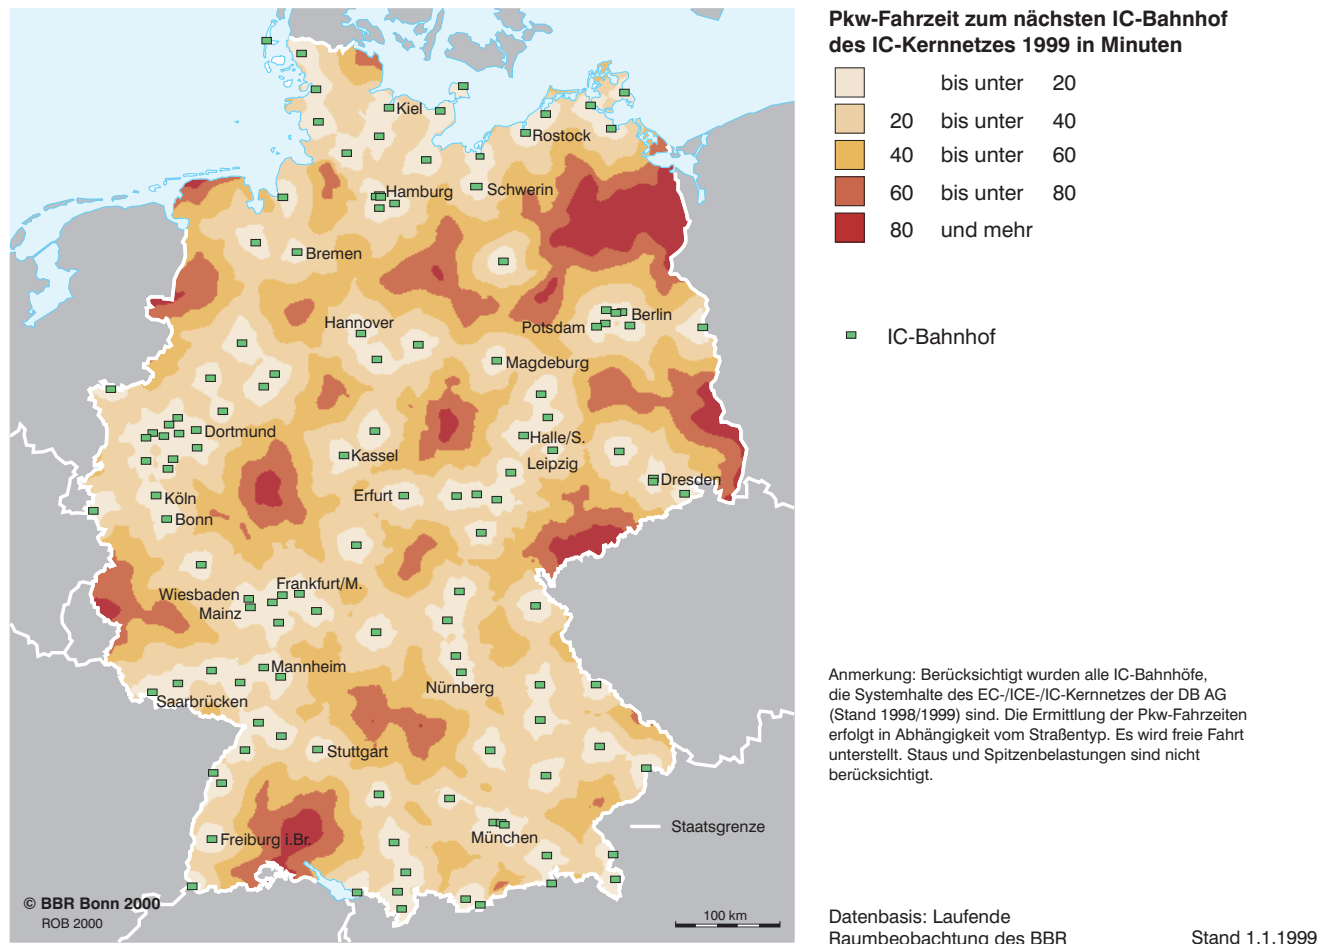 Pkw-Fahrzeit zum nächsten IC-Bahnhof
des IC-Kernnetzes 1999 in Minuten
bis unter 20
20 bis unter 40
40 bis unter 60
60 bis unter 80
80 und mehr
IC-Bahnhof
Kiel
Rostock
Hamburg
Schwerin
Bremen
Hannover
Berlin
Potsdam
Magdeburg
Dortmund
Halle/S.
Kassel
Leipzig
Dresden
Köln
Erfurt
Bonn
Frankfurt/M.
Wiesbaden
Mainz
Mannheim
Nürnberg
Saarbrücken
Stuttgart
Freiburg i.Br.
München
Staatsgrenze
Anmerkung: Berücksichtigt wurden alle IC-Bahnhöfe,
die Systemhalte des EC-/ICE-/IC-Kernnetzes der DB AG
(Stand 1998/1999) sind. Die Ermittlung der Pkw-Fahrzeiten
erfolgt in Abhängigkeit vom Straßentyp. Es wird freie Fahrt
unterstellt. Staus und Spitzenbelastungen sind nicht
berücksichtigt.
© BBR Bonn 2000
ROB 2000
100 km
Datenbasis: Laufende
Raumbeobachtung des BBR
Stand 1.1.1999